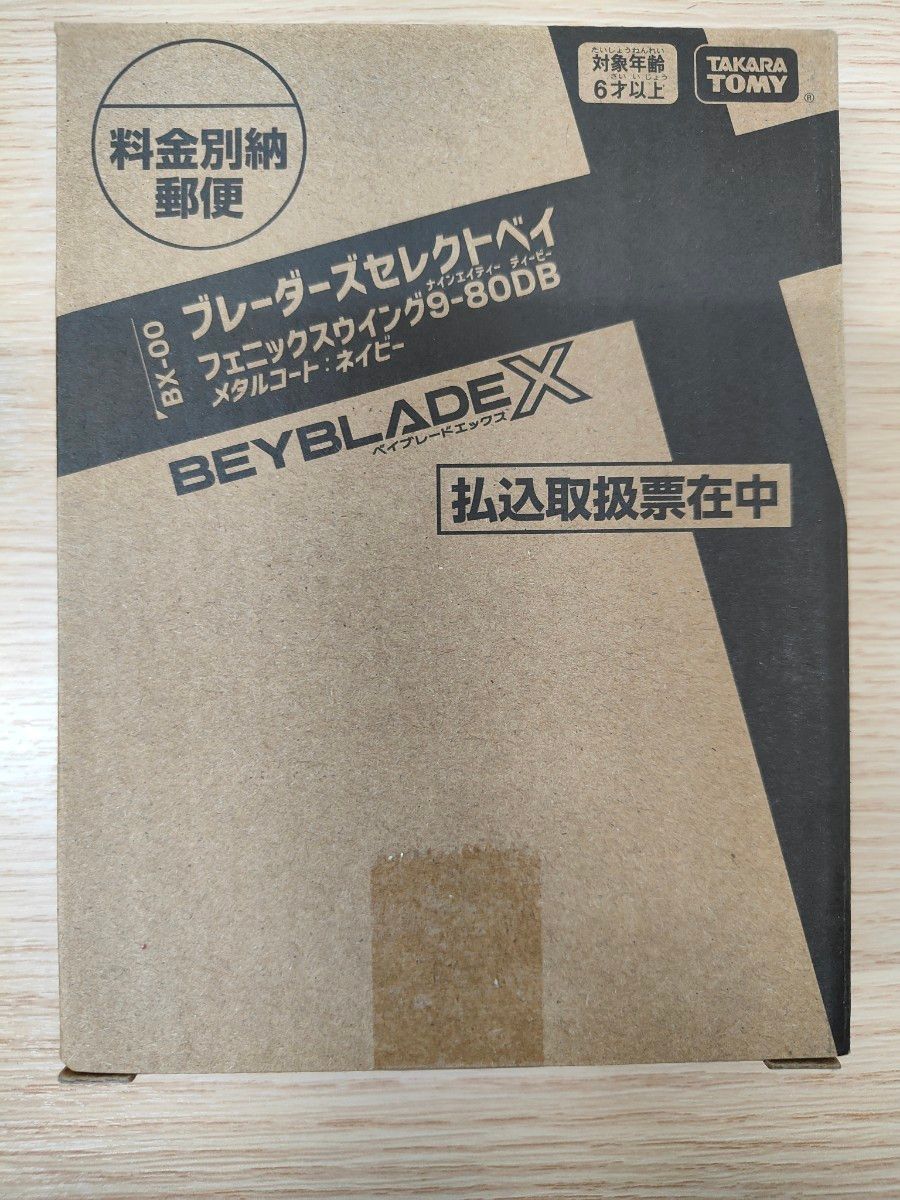 料金別納
郵便
たいしょうねんれい
対象年齢
さい いじょう
6才以上
TAKARA
TOMY
®
BX-00
ブレーダーズセレクトベイ
ナインエイティー ディービー
フェニックスウイング9-80DB
メタルコート:ネイビー
BEYBLADE X
ベイブレードエックス
払込取扱票在中